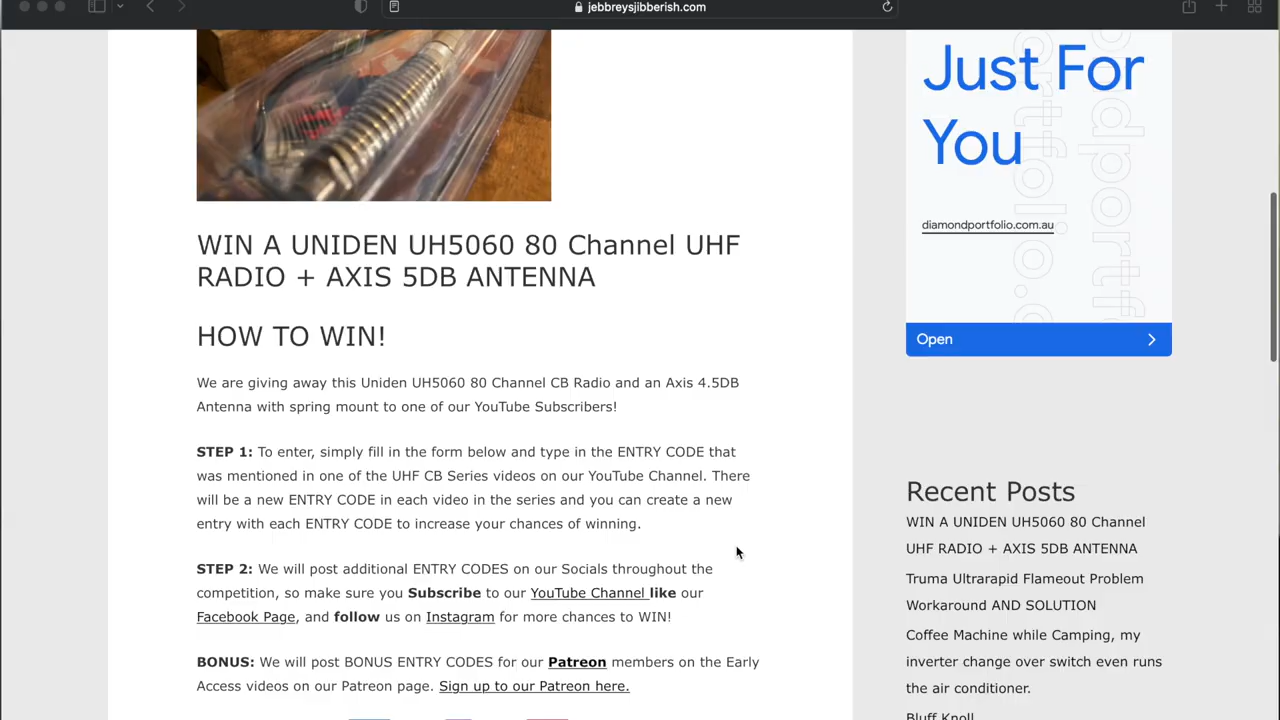 jebbreysjibberish.com
Just For
You
diamondportfolio.com.au
Open
WIN A UNIDEN UH5060 80 Channel UHF
RADIO + AXIS 5DB ANTENNA
HOW TO WIN!
We are giving away this Uniden UH5060 80 Channel CB Radio and an Axis 4.5DB
Antenna with spring mount to one of our YouTube Subscribers!
STEP 1: To enter, simply fill in the form below and type in the ENTRY CODE that
was mentioned in one of the UHF CB Series videos on our YouTube Channel. There
will be a new ENTRY CODE in each video in the series and you can create a new
entry with each ENTRY CODE to increase your chances of winning.
STEP 2: We will post additional ENTRY CODES on our Socials throughout the
competition, so make sure you Subscribe to our YouTube Channel like our
Facebook Page, and follow us on Instagram for more chances to WIN!
BONUS: We will post BONUS ENTRY CODES for our Patreon members on the Early
Access videos on our Patreon page. Sign up to our Patreon here.
Recent Posts
WIN A UNIDEN UH5060 80 Channel
UHF RADIO + AXIS 5DB ANTENNA
Truma Ultrarapid Flameout Problem
Workaround AND SOLUTION
Coffee Machine while Camping, my
inverter change over switch even runs
the air conditioner.
Bluff Knoll